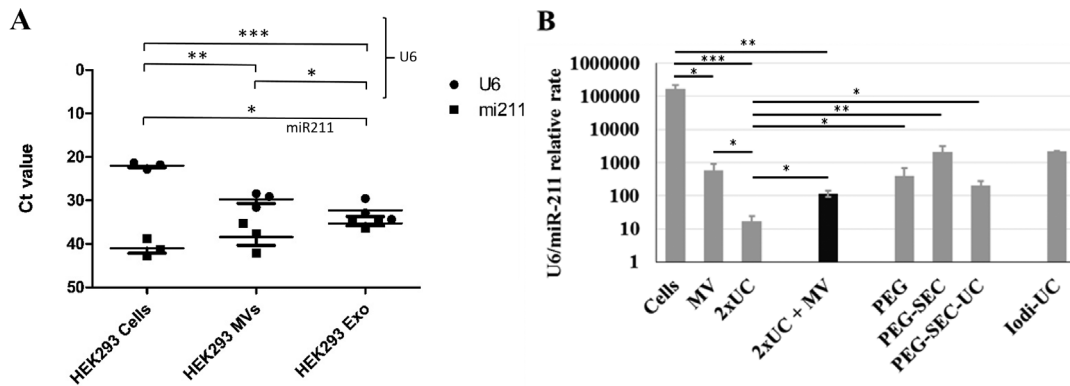 A
***
U6
**
*
*
miR211
Ct value
0
10
20
30
40
50
U6
mi211
HEK293 Cells
HEK293 MVs
HEK293 Exo
B
**
***
*
*
**
*
*
*
U6/miR-211 relative rate
1000000
100000
10000
1000
100
10
1
Cells
MV
2xUC
2xUC + MV
PEG
PEG-SEC
PEG-SEC-UC
Iodi-UC